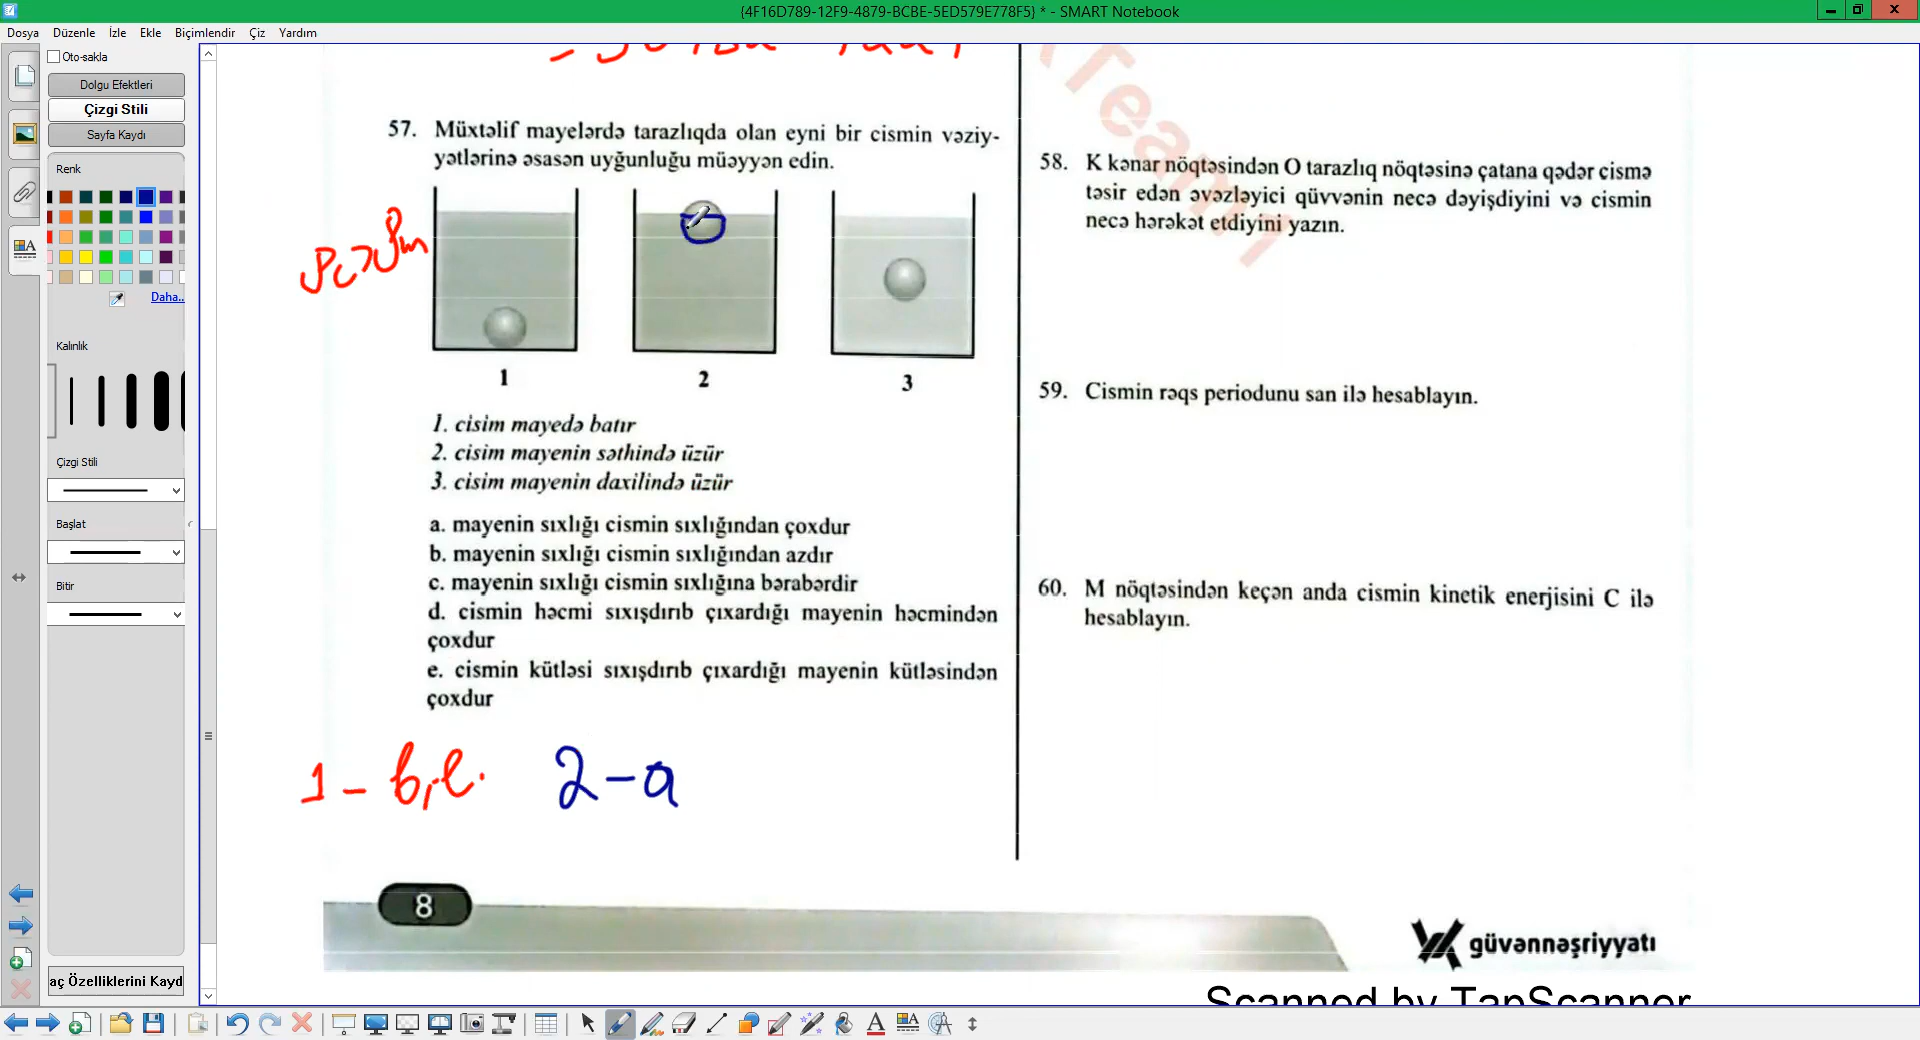 {4F16D789-12F9-4879-BCBE-5ED579E778F5} * - SMART Notebook
Dosya Düzenle İzle Ekle Biçimlendir Çiz Yardım
Oto-sakla
Dolgu Efektleri
Çizgi Stili
Sayfa Kaydı
Renk
Daha..
Kalınlık
Çizgi Stili
Başlat
Bitir
aç Özelliklerini Kayd
57. Müxtəlif mayelərdə tarazlıqda olan eyni bir cismin vəziy-
yətlərinə əsasən uyğunluğu müəyyən edin.
1 2 3
1. cisim mayedə batır
2. cisim mayenin səthində üzür
3. cisim mayenin daxilində üzür
a. mayenin sıxlığı cismin sıxlığından çoxdur
b. mayenin sıxlığı cismin sıxlığından azdır
c. mayenin sıxlığı cismin sıxlığına bərabərdir
d. cismin həcmi sıxışdırıb çıxardığı mayenin həcmindən
çoxdur
e. cismin kütləsi sıxışdırıb çıxardığı mayenin kütləsindən
çoxdur
1 - b, e. 2 - a
8
58. K kənar nöqtəsindən O tarazlıq nöqtəsinə çatana qədər cismə
təsir edən əvəzləyici qüvvənin necə dəyişdiyini və cismin
necə hərəkət etdiyini yazın.
59. Cismin rəqs periodunu san ilə hesablayın.
60. M nöqtəsindən keçən anda cismin kinetik enerjisini C ilə
hesablayın.
güvənnəşriyyatı
Scanned by TapScanner